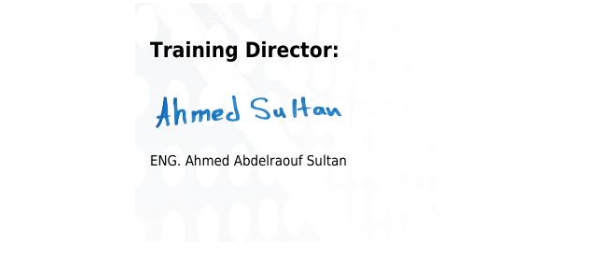 Training Director:
Ahmed Sultan
ENG. Ahmed Abdelraouf Sultan